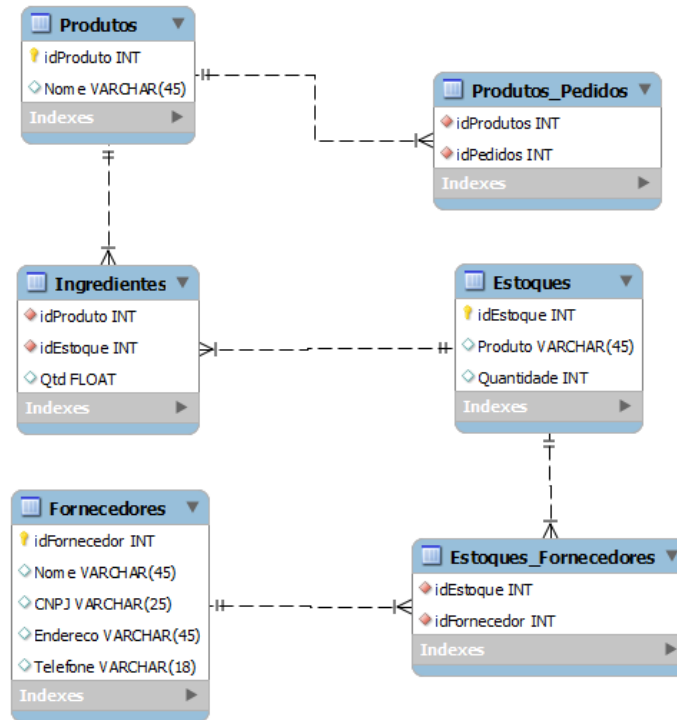 Produtos
idProduto INT
Nome VARCHAR(45)
Indexes
Produtos_Pedidos
idProdutos INT
idPedidos INT
Indexes
Ingredientes
idProduto INT
idEstoque INT
Qtd FLOAT
Indexes
Estoques
idEstoque INT
Produto VARCHAR(45)
Quantidade INT
Indexes
Fornecedores
idFornecedor INT
Nome VARCHAR(45)
CNPJ VARCHAR(25)
Endereco VARCHAR(45)
Telefone VARCHAR(18)
Indexes
Estoques_Fornecedores
idEstoque INT
idFornecedor INT
Indexes